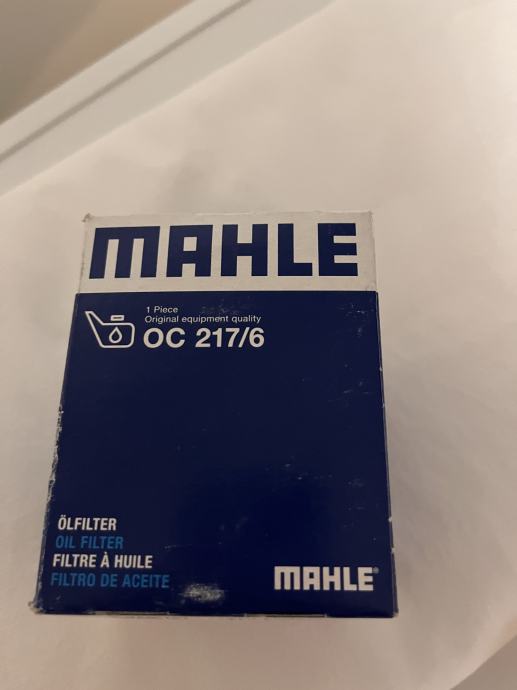 MAHLE
1 Piece
Original equipment quality
OC 217/6
ÖLFILTER
OIL FILTER
FILTRE À HUILE
FILTRO DE ACEITE
MAHLE®